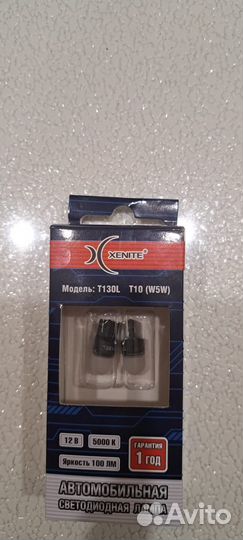 XENITE®
Модель: T130L T10 (W5W)
12 В 5000 К
Яркость 100 ЛМ
ГАРАНТИЯ
1 ГОД
АВТОМОБИЛЬНАЯ
СВЕТОДИОДНАЯ ЛАМПА
Avito